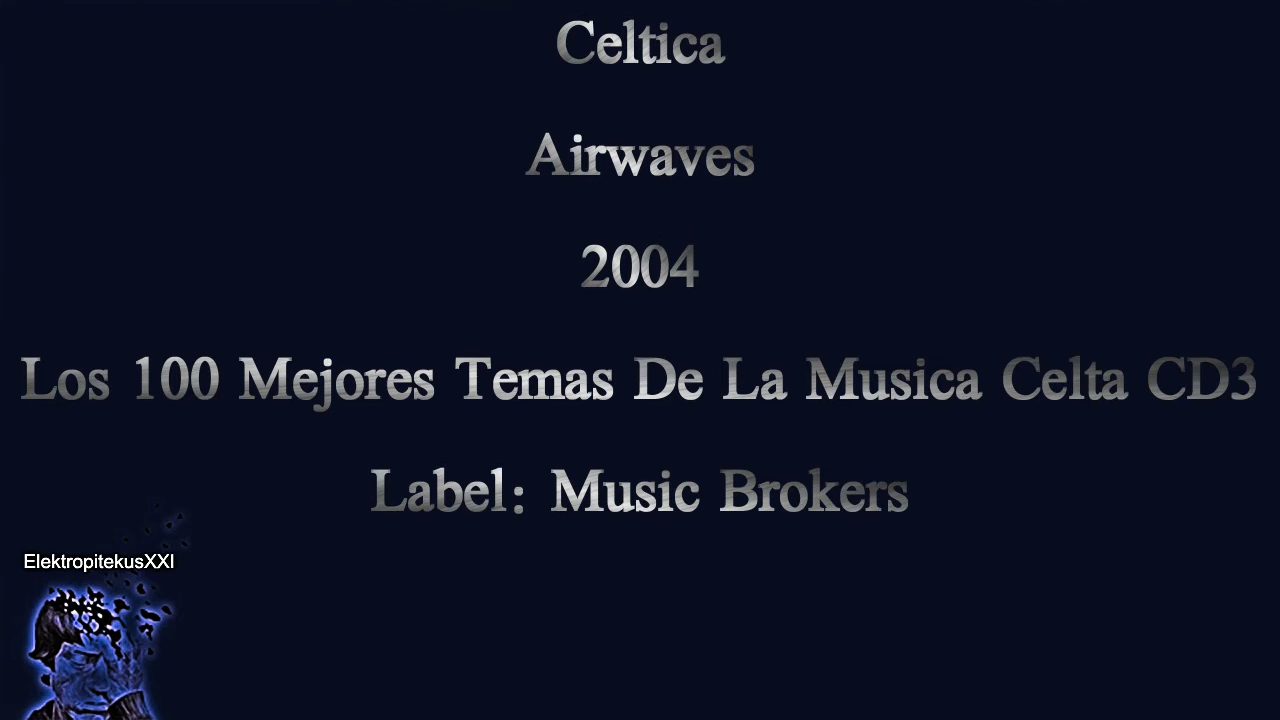 Celtica
Airwaves
2004
Los 100 Mejores Temas De La Musica Celta CD3
Label: Music Brokers
ElektropitekusXXI